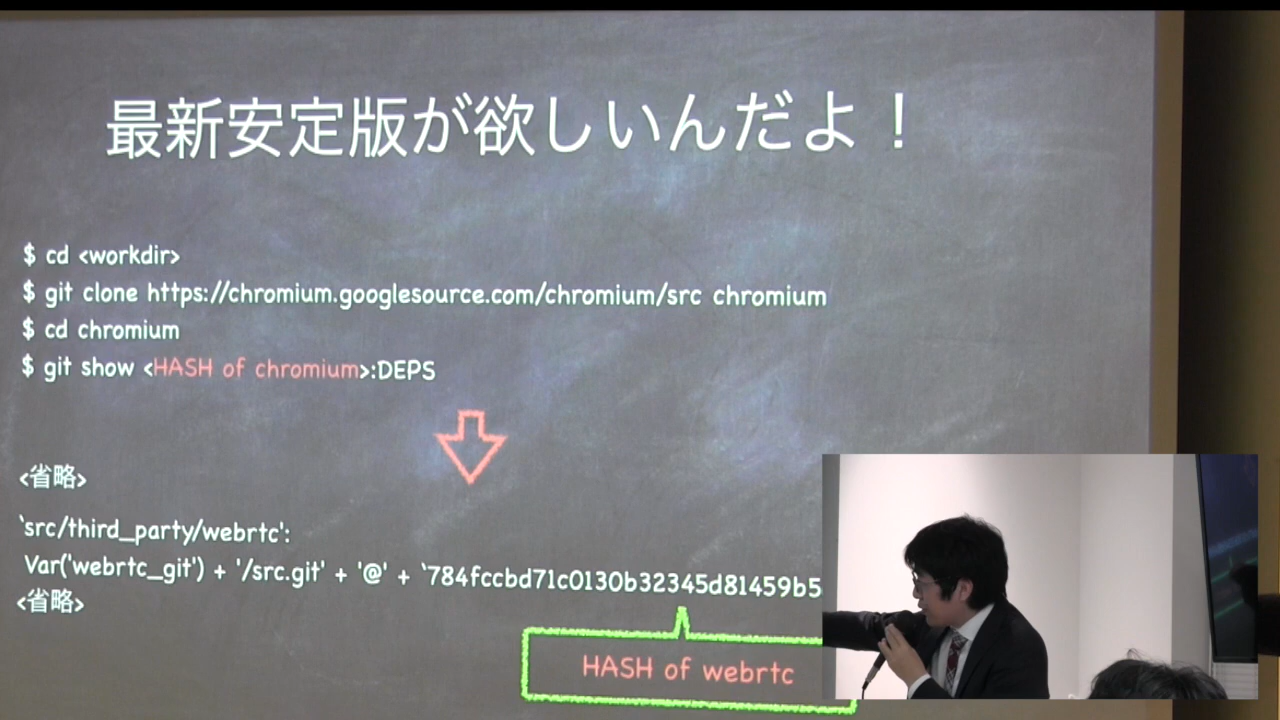 最新安定版が欲しいんだよ！
$ cd <workdir>
$ git clone https://chromium.googlesource.com/chromium/src chromium
$ cd chromium
$ git show <HASH of chromium>:DEPS
<省略>
‘src/third_party/webrtc':
Var('webrtc_git') + '/src.git' + '@' + ‘784fccbd71c0130b32345d81459b5
<省略>
HASH of webrtc